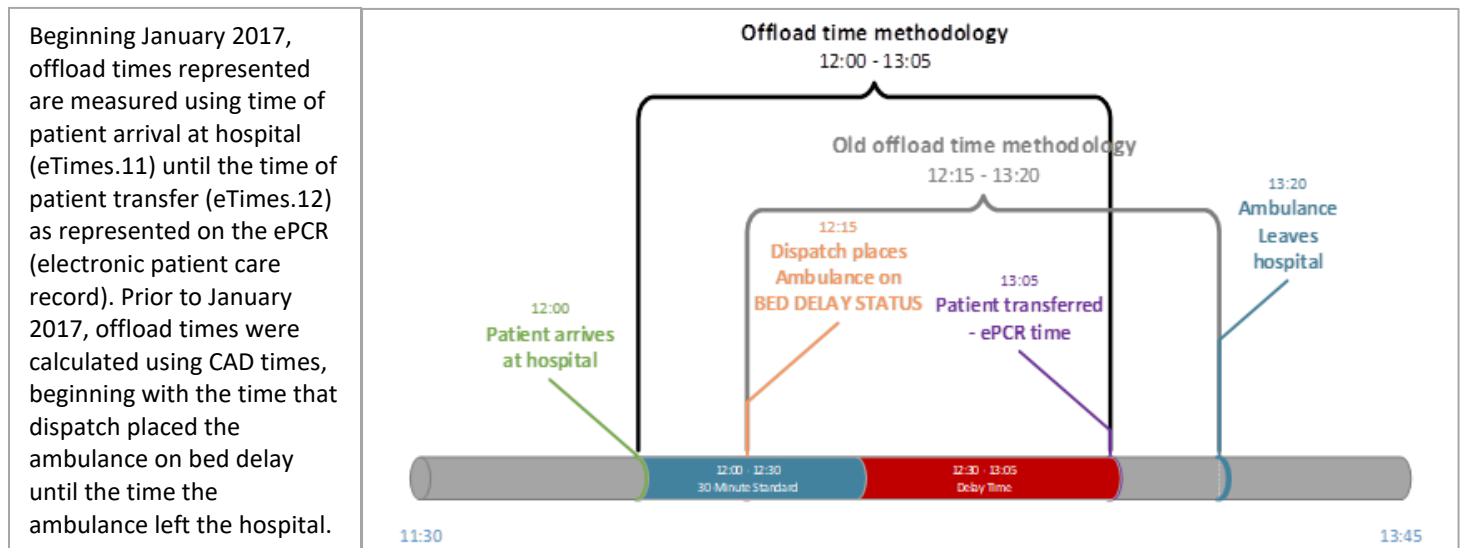 Beginning January 2017,
offload times represented
are measured using time of
patient arrival at hospital
(eTimes.11) until the time of
patient transfer (eTimes.12)
as represented on the ePCR
(electronic patient care
record). Prior to January
2017, offload times were
calculated using CAD times,
beginning with the time that
dispatch placed the
ambulance on bed delay
until the time the
ambulance left the hospital.
Offload time methodology
12:00 - 13:05
Old offload time methodology
12:15 - 13:20
13:20
Ambulance
Leaves
hospital
12:15
Dispatch places
Ambulance on
BED DELAY STATUS
13:05
Patient transferred
- ePCR time
12:00
Patient arrives
at hospital
12:00 - 12:30
30 Minute Standard
12:30 - 13:05
Delay Time
11:30
13:45